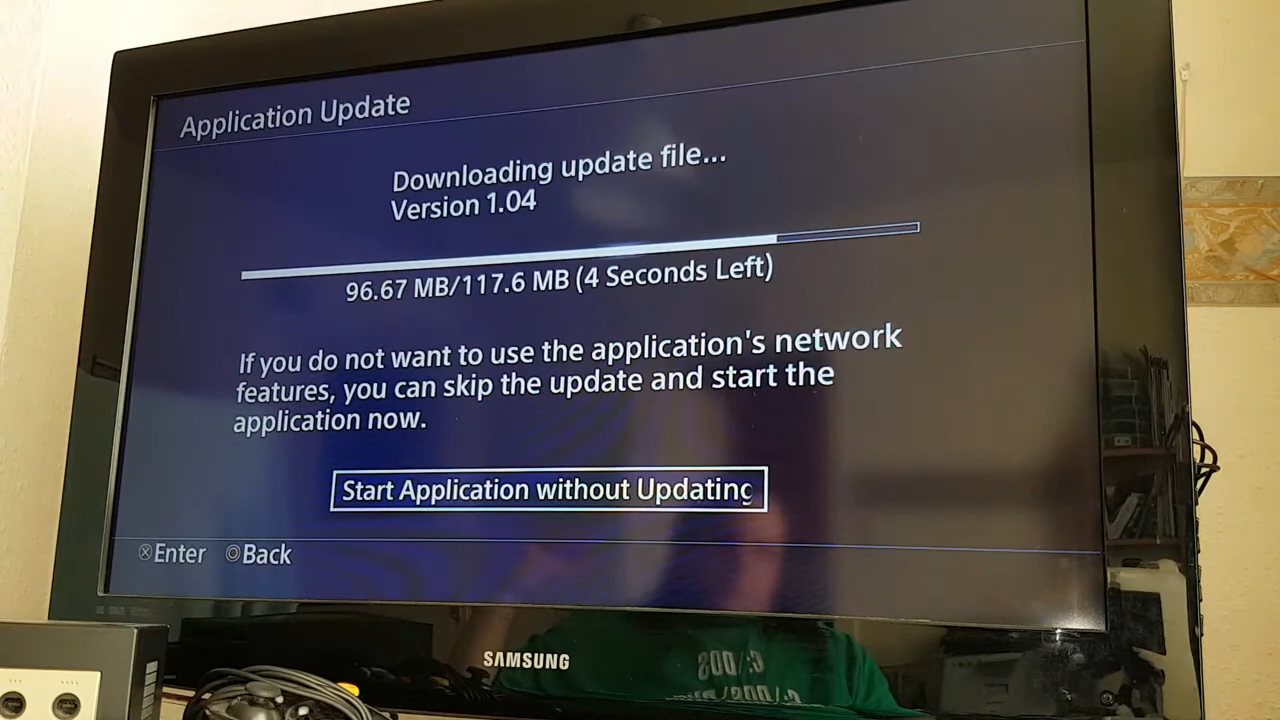 Application Update
Downloading update file...
Version 1.04
96.67 MB/117.6 MB (4 Seconds Left)
If you do not want to use the application's network
features, you can skip the update and start the
application now.
Start Application without Updating
Enter Back
SAMSUNG
C:\DOS